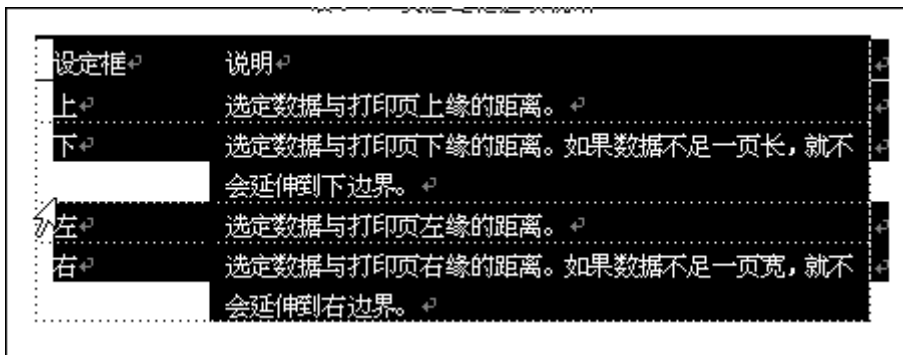 设定框 说明
上 选定数据与打印页上缘的距离。
下 选定数据与打印页下缘的距离。如果数据不足一页长，就不
会延伸到下边界。
左 选定数据与打印页左缘的距离。
右 选定数据与打印页右缘的距离。如果数据不足一页宽，就不
会延伸到右边界。